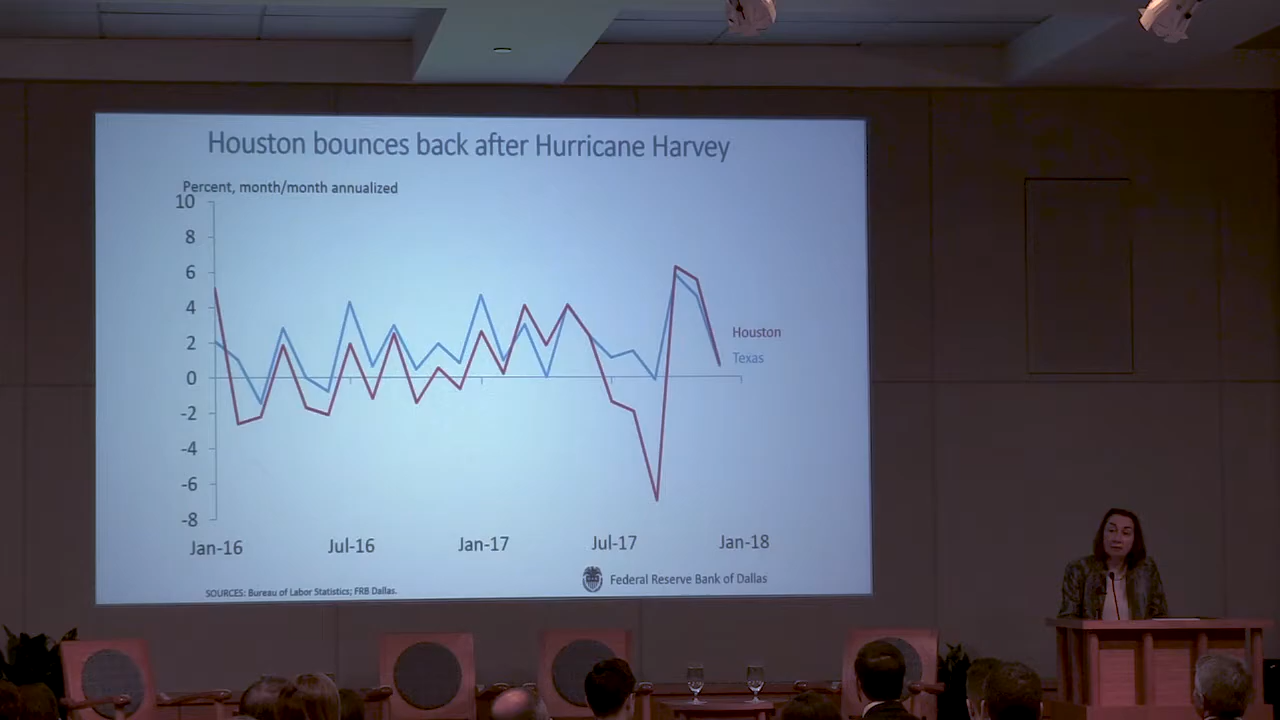 Houston bounces back after Hurricane Harvey
Percent, month/month annualized
10
8
6
4
2
0
-2
-4
-6
-8
Houston
Texas
Jan-16 Jul-16 Jan-17 Jul-17 Jan-18
SOURCES: Bureau of Labor Statistics; FRB Dallas.
Federal Reserve Bank of Dallas